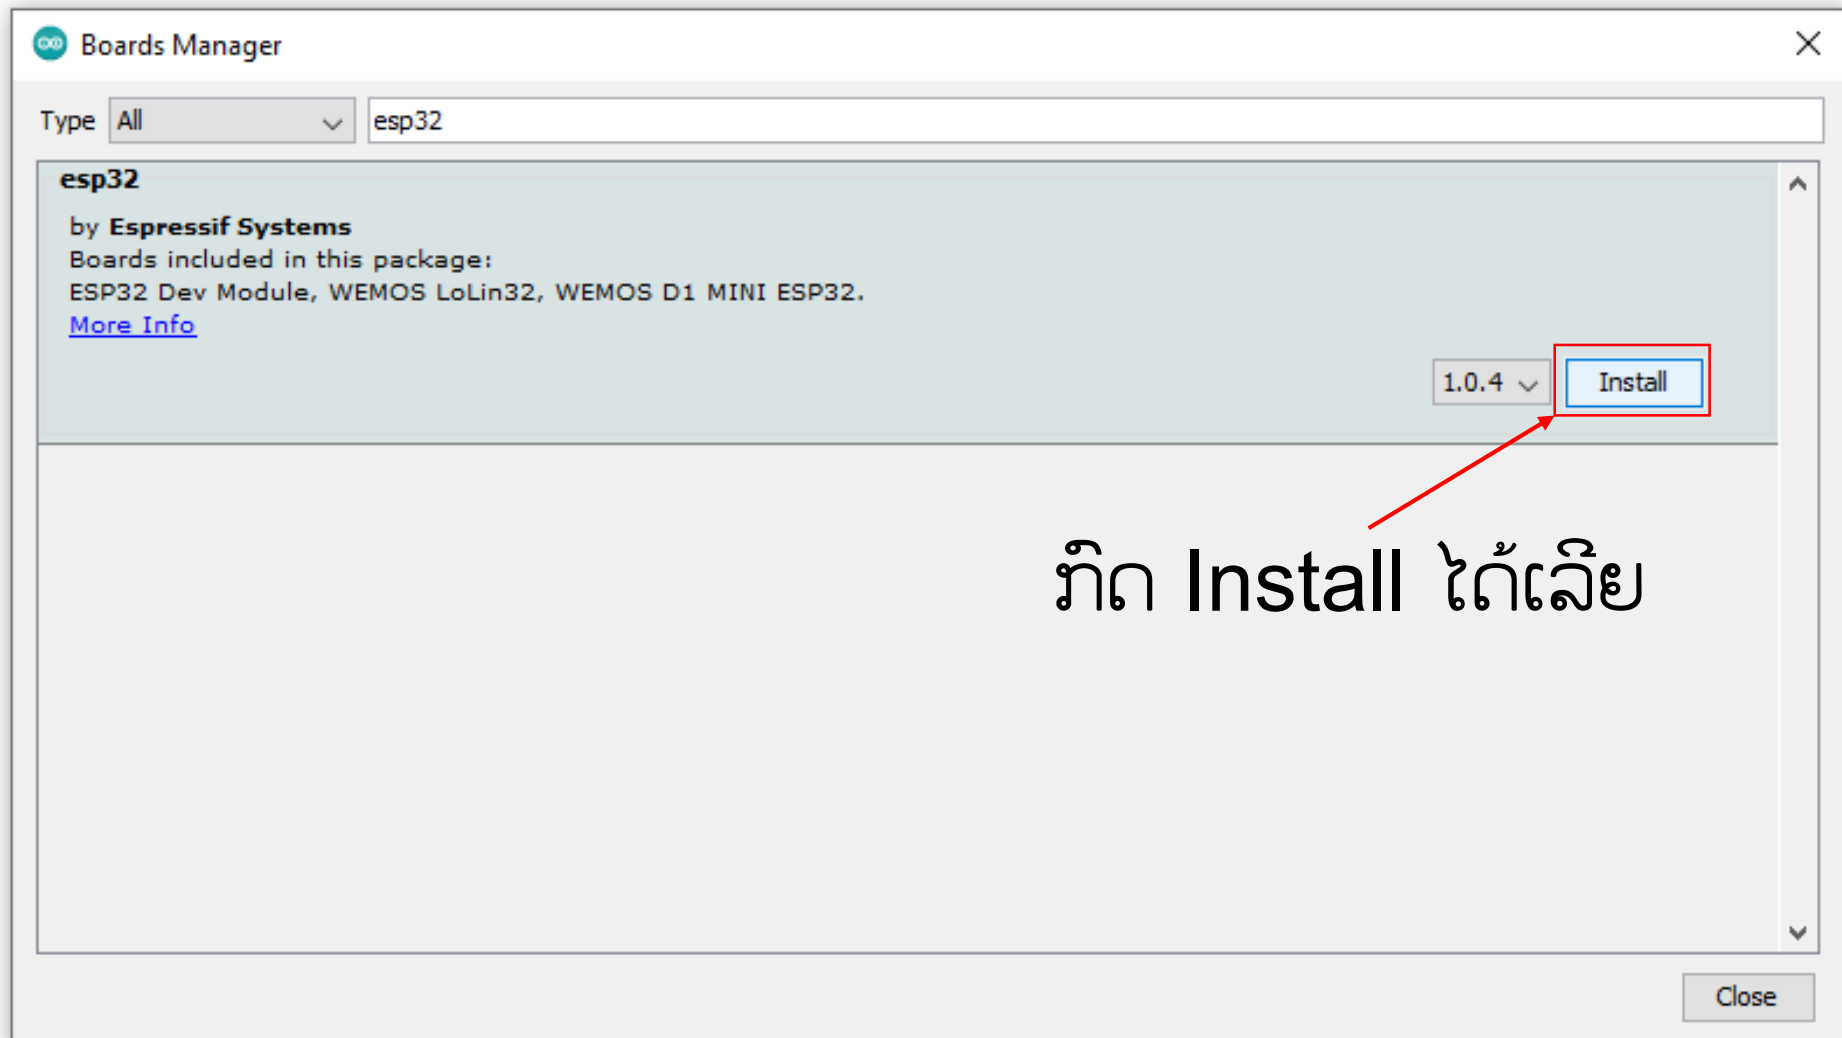 Boards Manager
Type All esp32
esp32
by Espressif Systems
Boards included in this package:
ESP32 Dev Module, WEMOS LoLin32, WEMOS D1 MINI ESP32.
More Info
1.0.4 Install
ກົດ Install ໄດ້ເລີຍ
Close